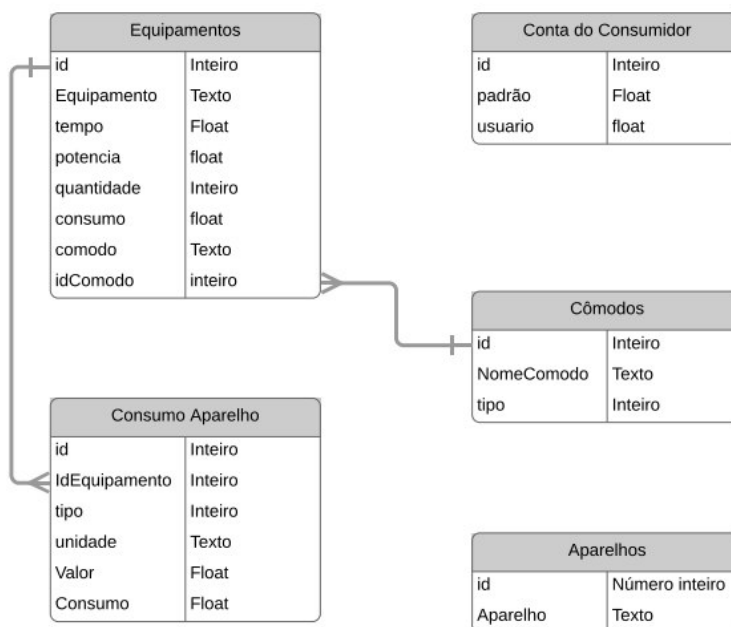 Equipamentos
id Inteiro
Equipamento Texto
tempo Float
potencia float
quantidade Inteiro
consumo float
comodo Texto
idComodo inteiro
Conta do Consumidor
id Inteiro
padrão Float
usuario float
Cômodos
id Inteiro
NomeComodo Texto
tipo Inteiro
Consumo Aparelho
id Inteiro
IdEquipamento Inteiro
tipo Inteiro
unidade Texto
Valor Float
Consumo Float
Aparelhos
id Número inteiro
Aparelho Texto